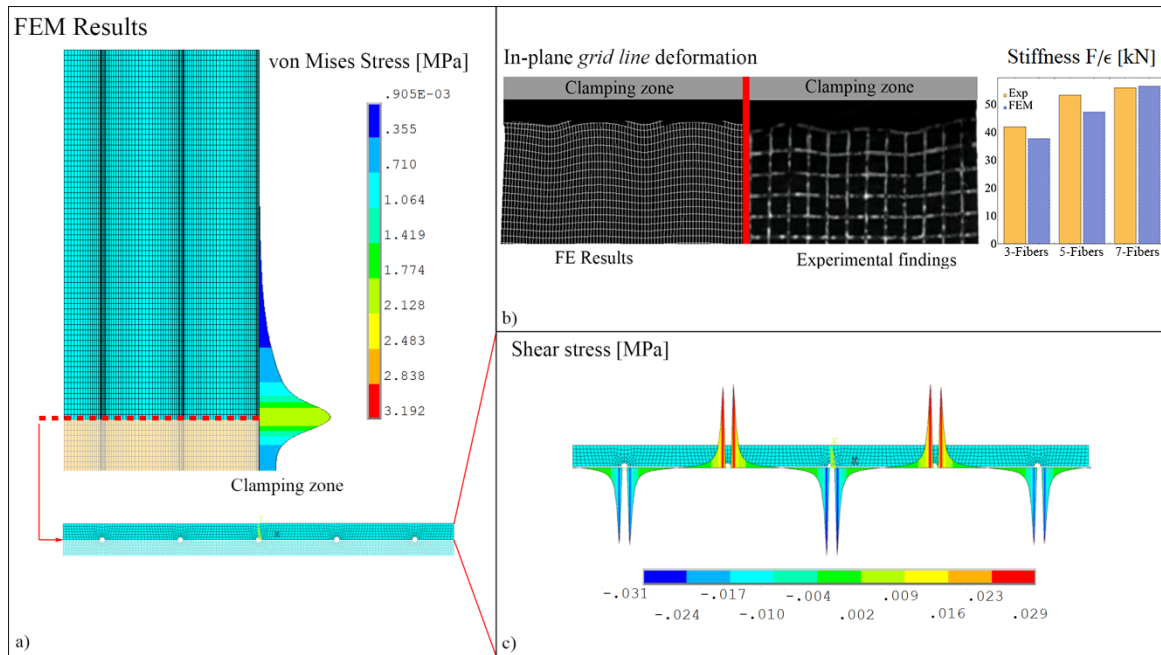 FEM Results
von Mises Stress [MPa]
.905E-03
.355
.710
1.064
1.419
1.774
2.128
2.483
2.838
3.192
Clamping zone
X
a)
In-plane grid line deformation
Clamping zone
Clamping zone
FE Results
Experimental findings
b)
Stiffness F/ϵ [kN]
Exp
FEM
50
40
30
20
10
0
3-Fibers 5-Fibers 7-Fibers
Shear stress [MPa]
-.031 -.017 -.004 .009 .023
-.024 -.010 .002 .016 .029
c)